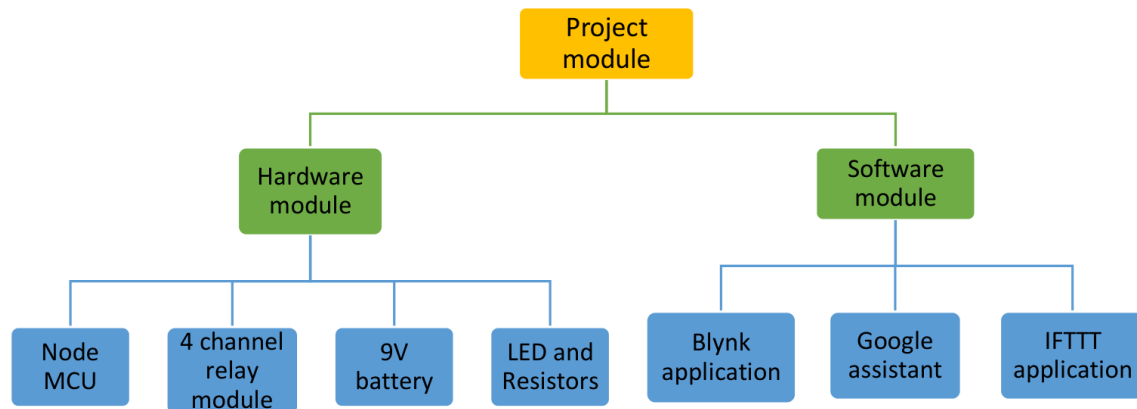 Project
module
Hardware
module
Software
module
Node
MCU
4 channel
relay
module
9V
battery
LED and
Resistors
Blynk
application
Google
assistant
IFTTT
application